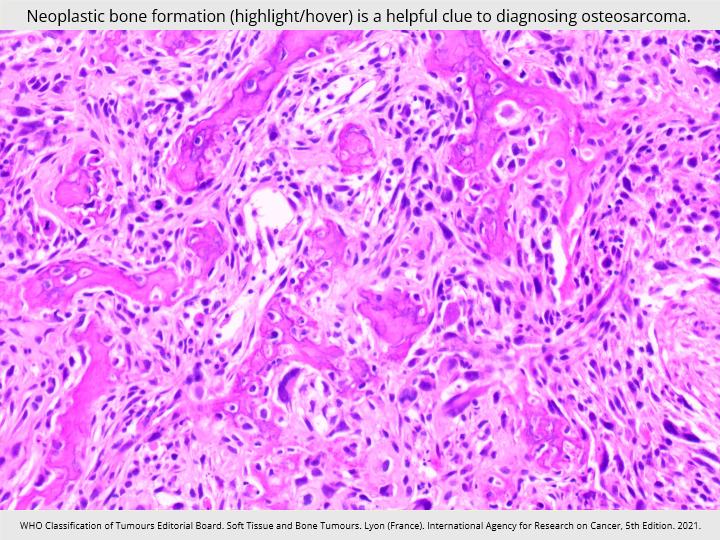 Neoplastic bone formation (highlight/hover) is a helpful clue to diagnosing osteosarcoma.
WHO Classification of Tumours Editorial Board. Soft Tissue and Bone Tumours. Lyon (France). International Agency for Research on Cancer, 5th Edition. 2021.